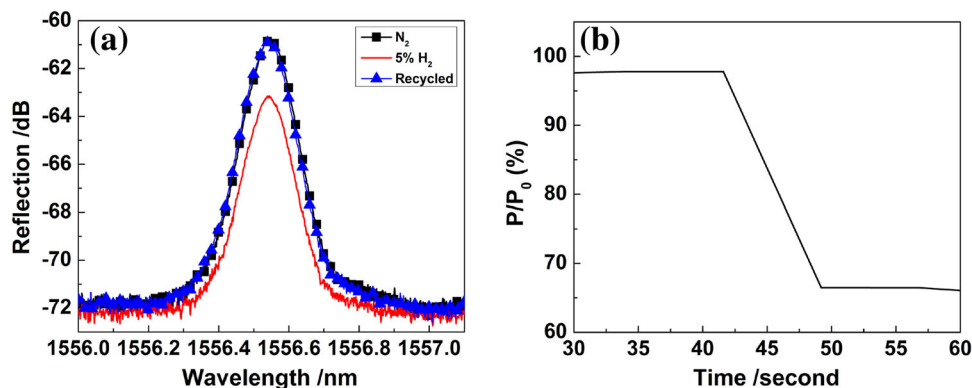 (a)
N₂
5% H₂
Recycled
Reflection /dB
-60
-62
-64
-66
-68
-70
-72
1556.0 1556.2 1556.4 1556.6 1556.8 1557.0
Wavelength /nm
(b)
P/P₀ (%)
100
90
80
70
60
30 35 40 45 50 55 60
Time /second